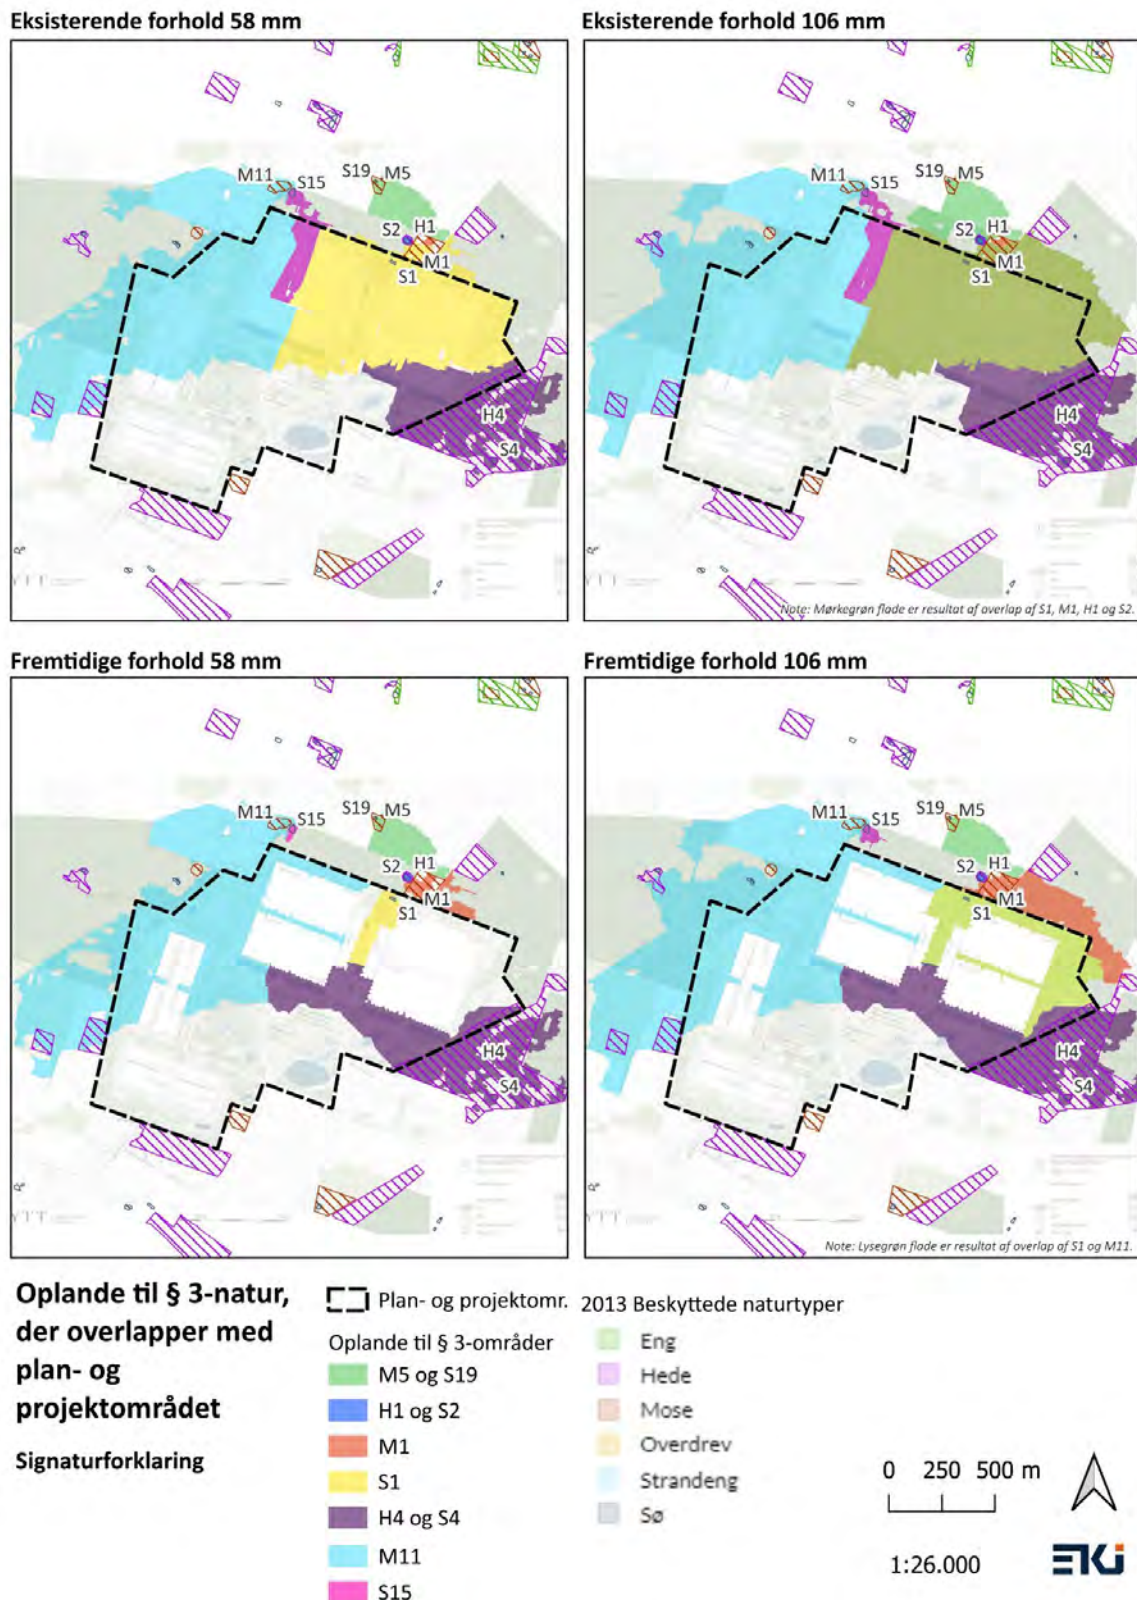 Eksisterende forhold 58 mm
Eksisterende forhold 106 mm
M11
S15
S19
M5
S2
H1
M1
S1
H4
S4
M11
S15
S19
M5
S2
H1
M1
S1
H4
S4
Note: Mørkegrøn flade er resultat af overlap af S1, M1, H1 og S2.
Fremtidige forhold 58 mm
Fremtidige forhold 106 mm
M11
S15
S19
M5
S2
H1
M1
S1
H4
S4
M11
S15
S19
M5
S2
H1
M1
S1
H4
S4
Note: Lysegrøn flade er resultat af overlap af S1 og M11.
Oplande til § 3-natur,
der overlapper med
plan- og
projektområdet
Signaturforklaring
Plan- og projektomr.
Oplande til § 3-områder
M5 og S19
H1 og S2
M1
S1
H4 og S4
M11
S15
2013 Beskyttede naturtyper
Eng
Hede
Mose
Overdrev
Strandeng
Sø
0 250 500 m
1:26.000
EKJ